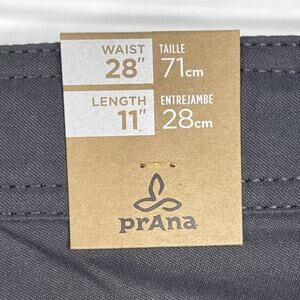 WAIST TAILLE
28" 71cm
LENGTH ENTREJAMBE
11" 28cm
prAna